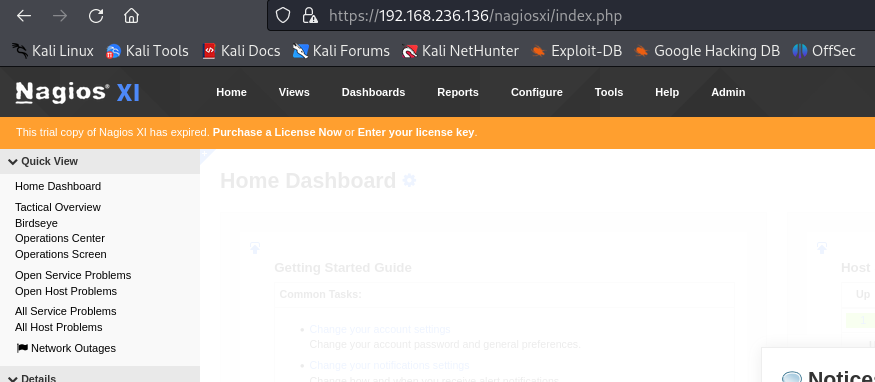 https://192.168.236.136/nagiosxi/index.php
Kali Linux Kali Tools Kali Docs Kali Forums Kali NetHunter Exploit-DB Google Hacking DB OffSec
Nagios® XI Home Views Dashboards Reports Configure Tools Help Admin
This trial copy of Nagios XI has expired. Purchase a License Now or Enter your license key.
Quick View
Home Dashboard
Tactical Overview
Birdseye
Operations Center
Operations Screen
Open Service Problems
Open Host Problems
All Service Problems
All Host Problems
Network Outages
Details
Home Dashboard
Getting Started Guide
Common Tasks:
Change your account settings
Change your account password and general preferences.
Change your notifications settings
Change how and when you receive alert notifications.
Host
Up
Notice